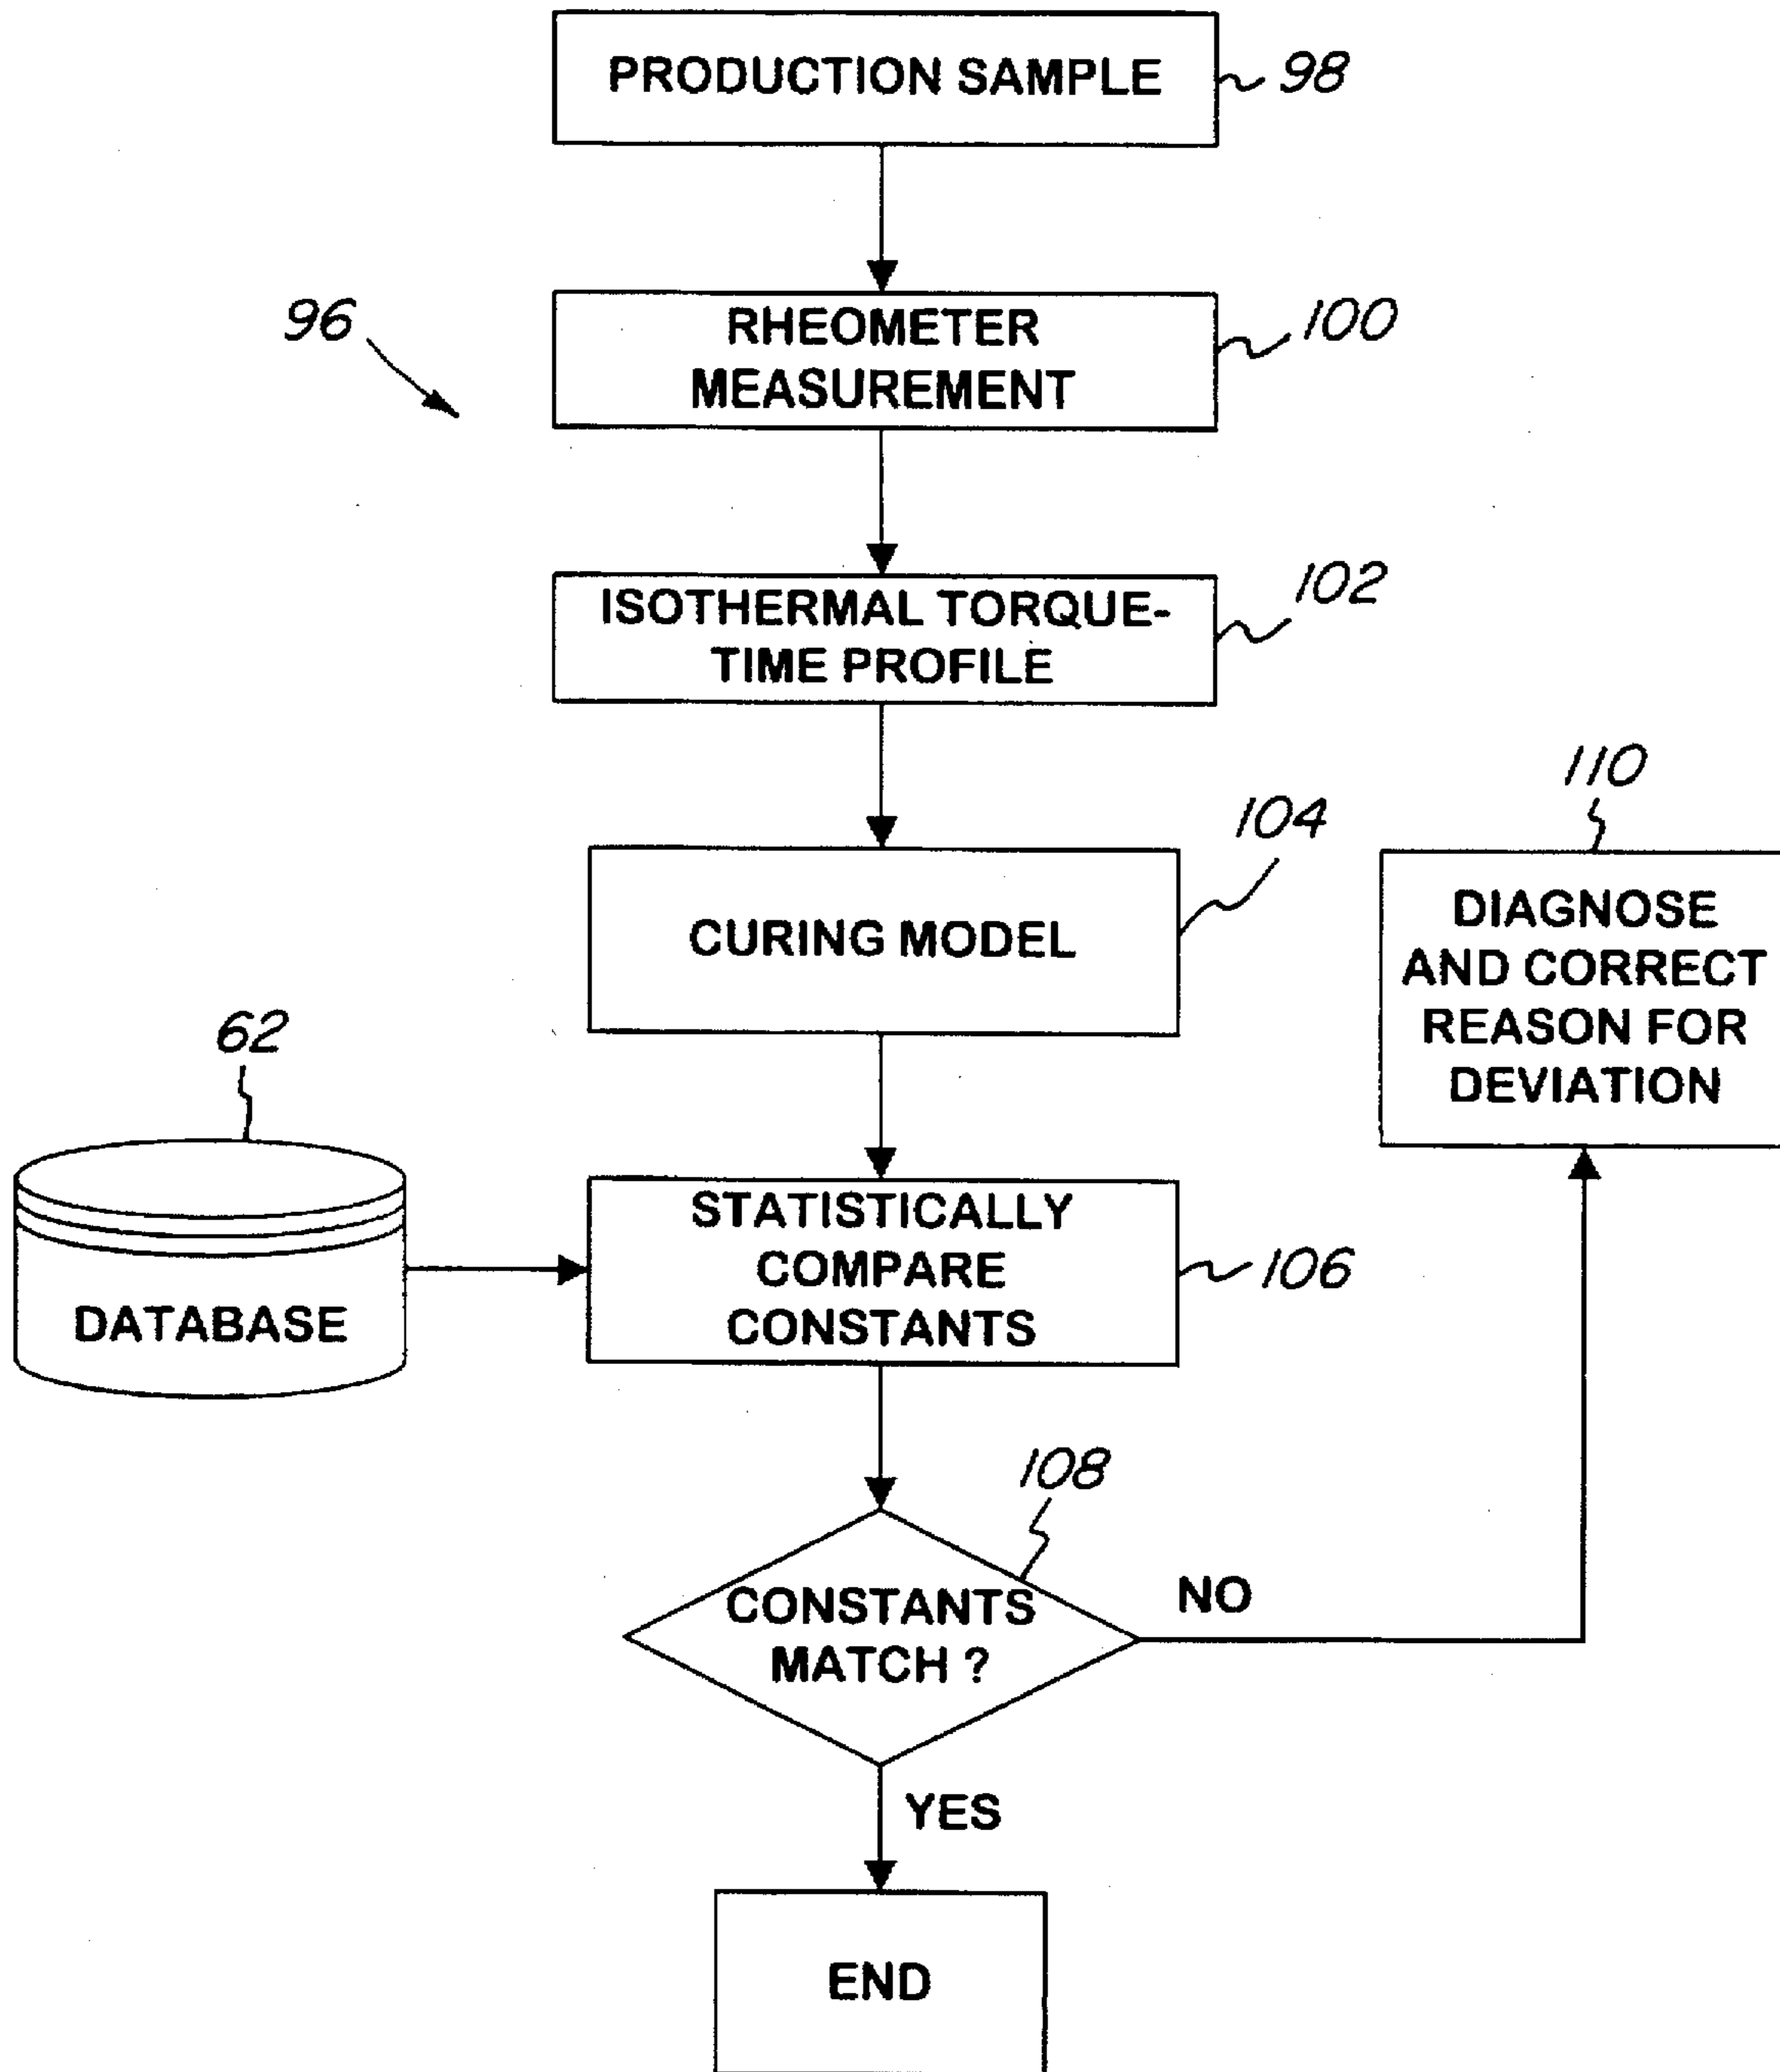 PRODUCTION SAMPLE
98
96
RHEOMETER
MEASUREMENT
100
ISOTHERMAL TORQUE-
TIME PROFILE
102
CURING MODEL
104
110
DIAGNOSE
AND CORRECT
REASON FOR
DEVIATION
62
DATABASE
STATISTICALLY
COMPARE
CONSTANTS
106
108
CONSTANTS
MATCH ?
NO
YES
END